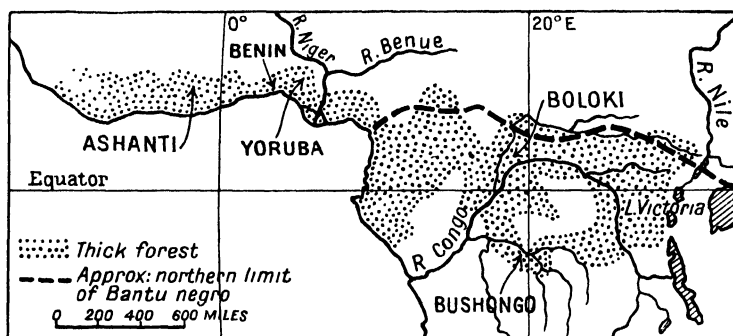 0°
20°E
R. Niger
BENIN
R. Benue
R. Nile
BOLOKI
ASHANTI
YORUBA
Equator
L.Victoria
R. Congo
Thick forest
Approx: northern limit
of Bantu negro
BUSHONGO
0 200 400 600 MILES